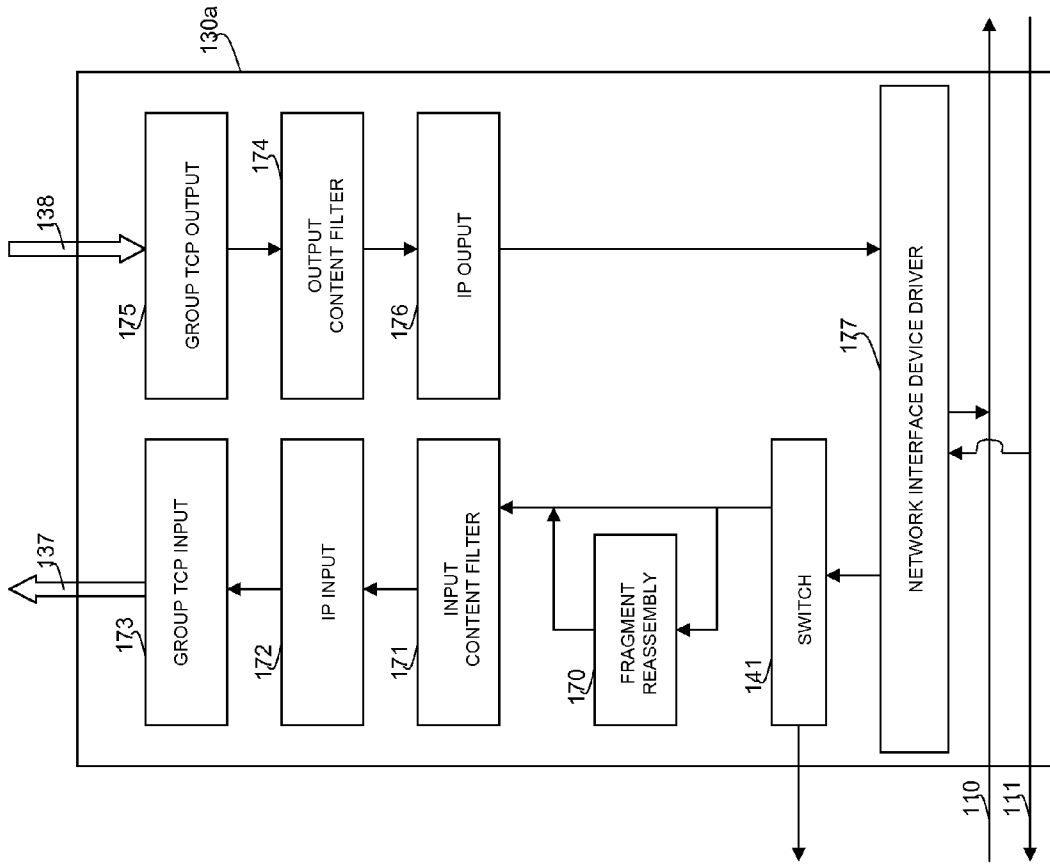 130a
138
137
175
GROUP TCP OUTPUT
174
OUTPUT
CONTENT FILTER
176
IP OUPUT
173
GROUP TCP INPUT
172
IP INPUT
171
INPUT
CONTENT FILTER
170
FRAGMENT
REASSEMBLY
141
SWITCH
177
NETWORK INTERFACE DEVICE DRIVER
110
111